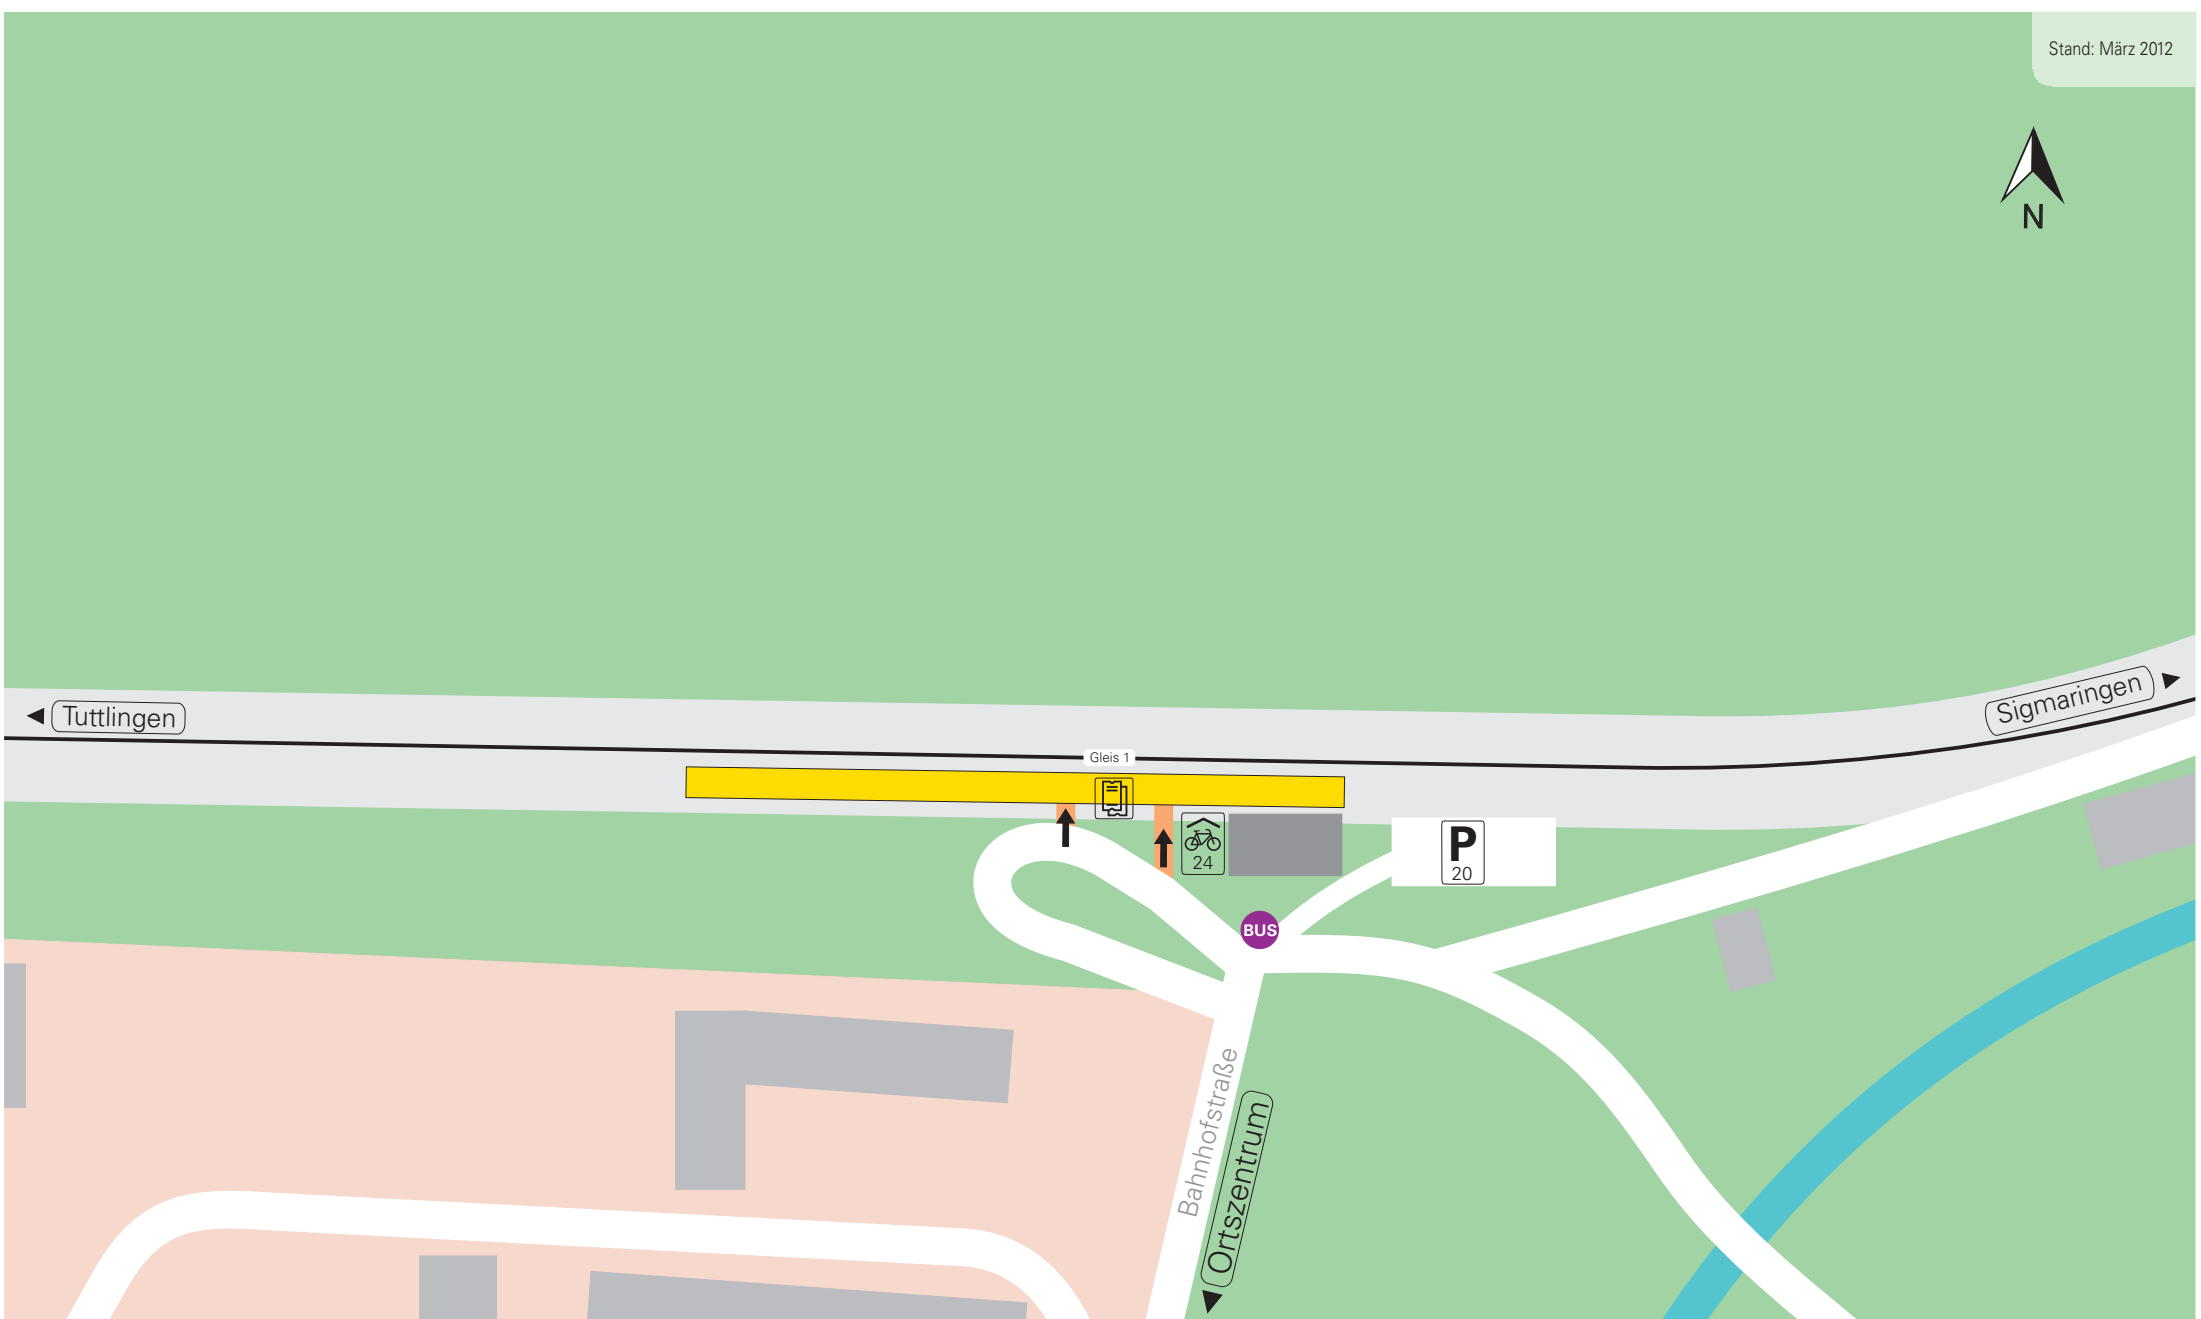 Stand: März 2012
N
Tuttlingen
Sigmaringen
Gleis 1
24
P
20
BUS
Bahnhofstraße
Ortszentrum